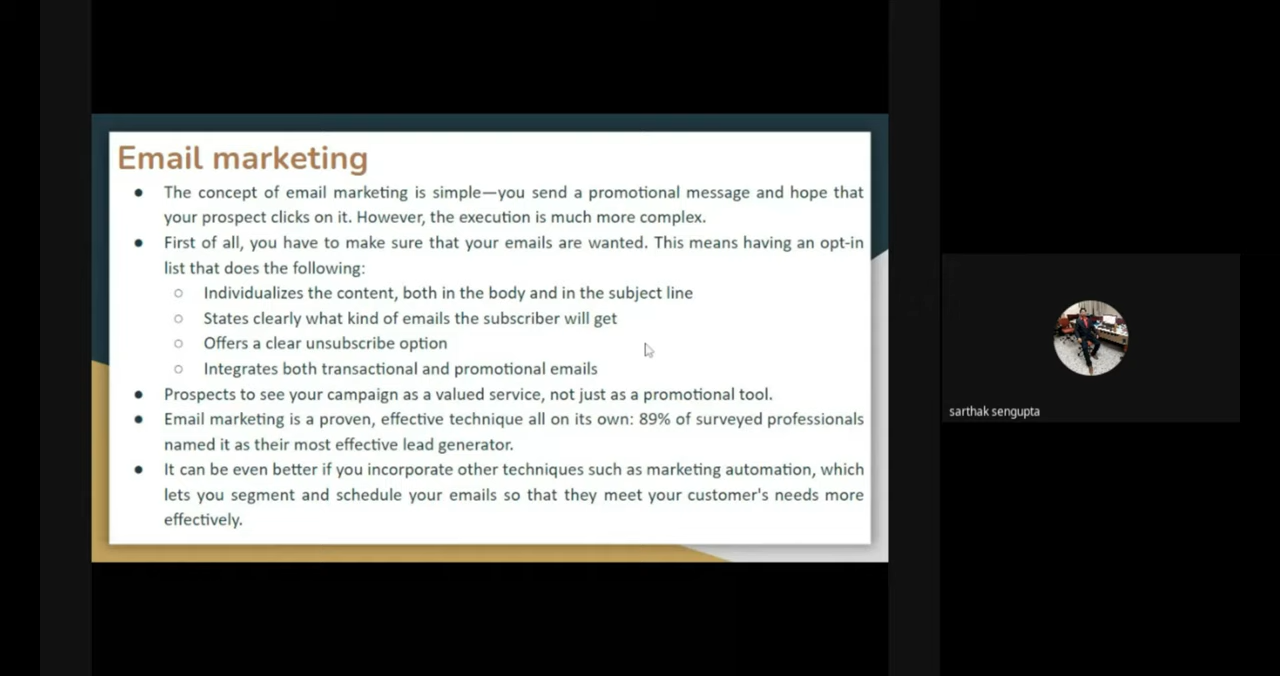 Email marketing
● The concept of email marketing is simple—you send a promotional message and hope that
your prospect clicks on it. However, the execution is much more complex.
● First of all, you have to make sure that your emails are wanted. This means having an opt-in
list that does the following:
○ Individualizes the content, both in the body and in the subject line
○ States clearly what kind of emails the subscriber will get
○ Offers a clear unsubscribe option
○ Integrates both transactional and promotional emails
● Prospects to see your campaign as a valued service, not just as a promotional tool.
● Email marketing is a proven, effective technique all on its own: 89% of surveyed professionals
named it as their most effective lead generator.
● It can be even better if you incorporate other techniques such as marketing automation, which
lets you segment and schedule your emails so that they meet your customer's needs more
effectively.
sarthak sengupta